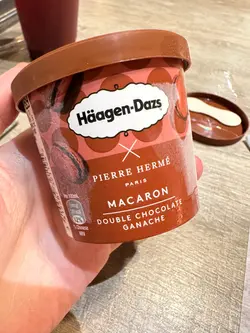 Häagen-Dazs
PIERRE HERMÉ
PARIS
MACARON
DOUBLE CHOCOLATE
GANACHE